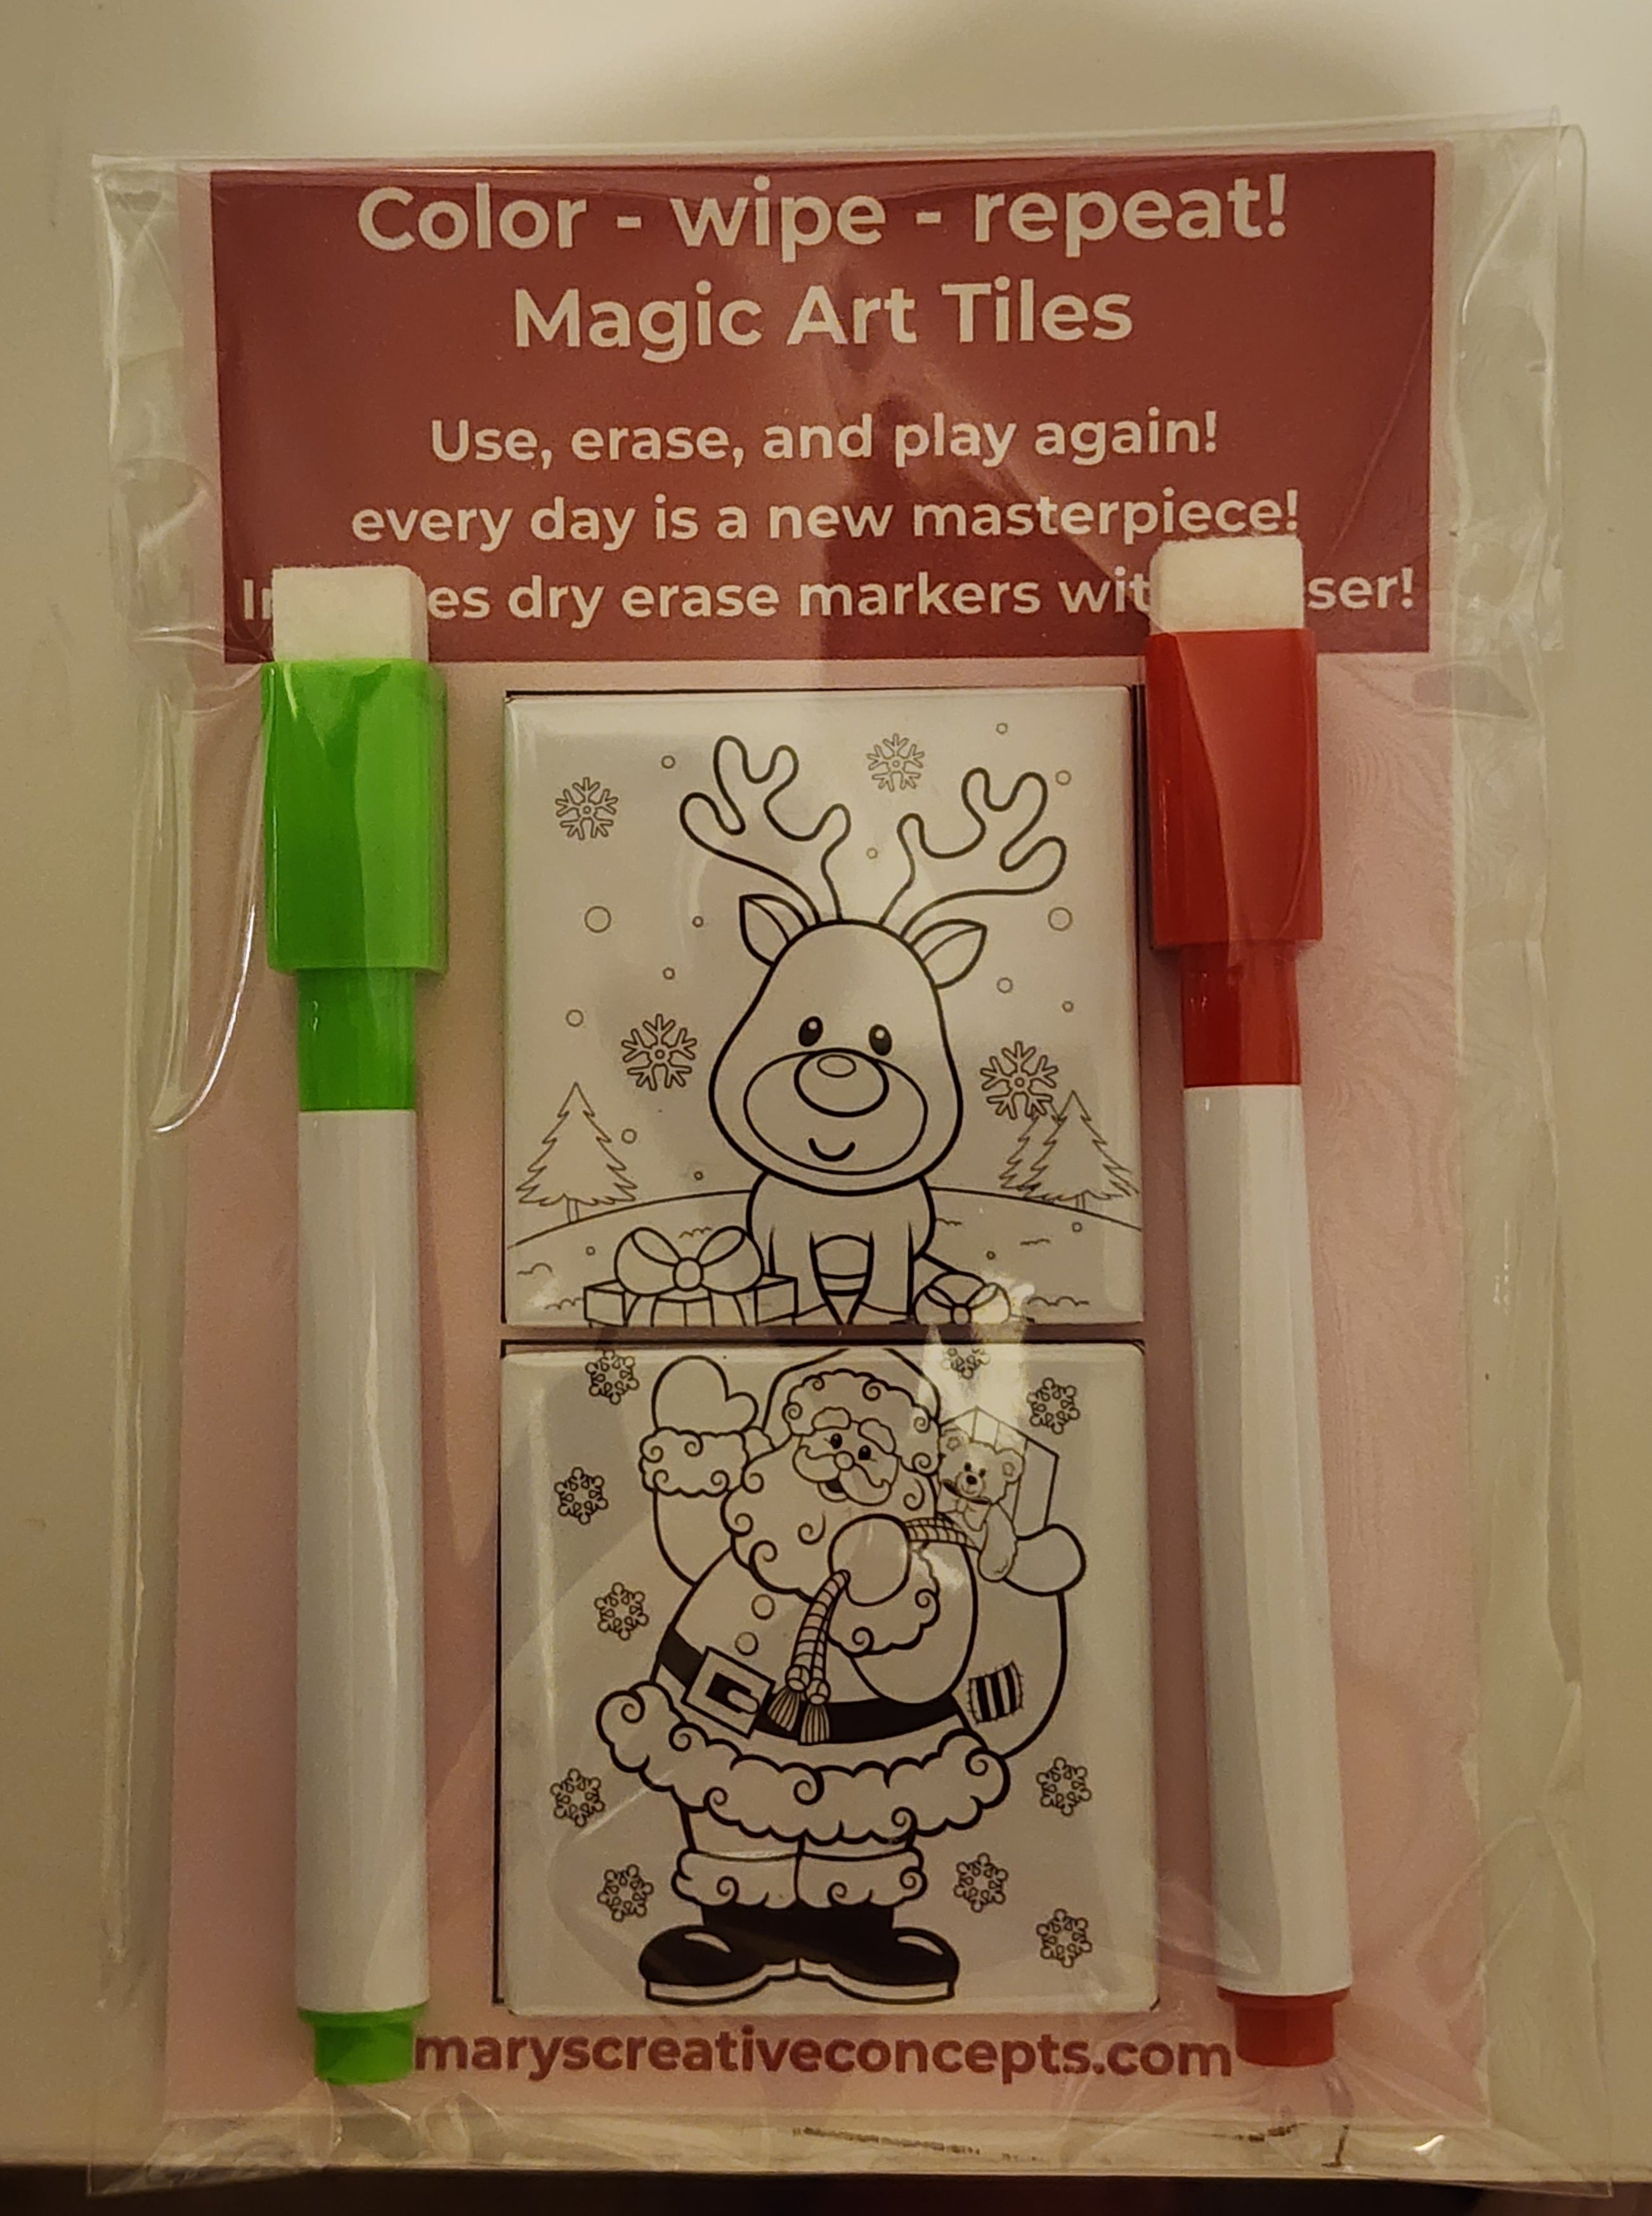 Color - wipe - repeat!
Magic Art Tiles
Use, erase, and play again!
every day is a new masterpiece!
dry erase markers
maryscreativeconcepts.com